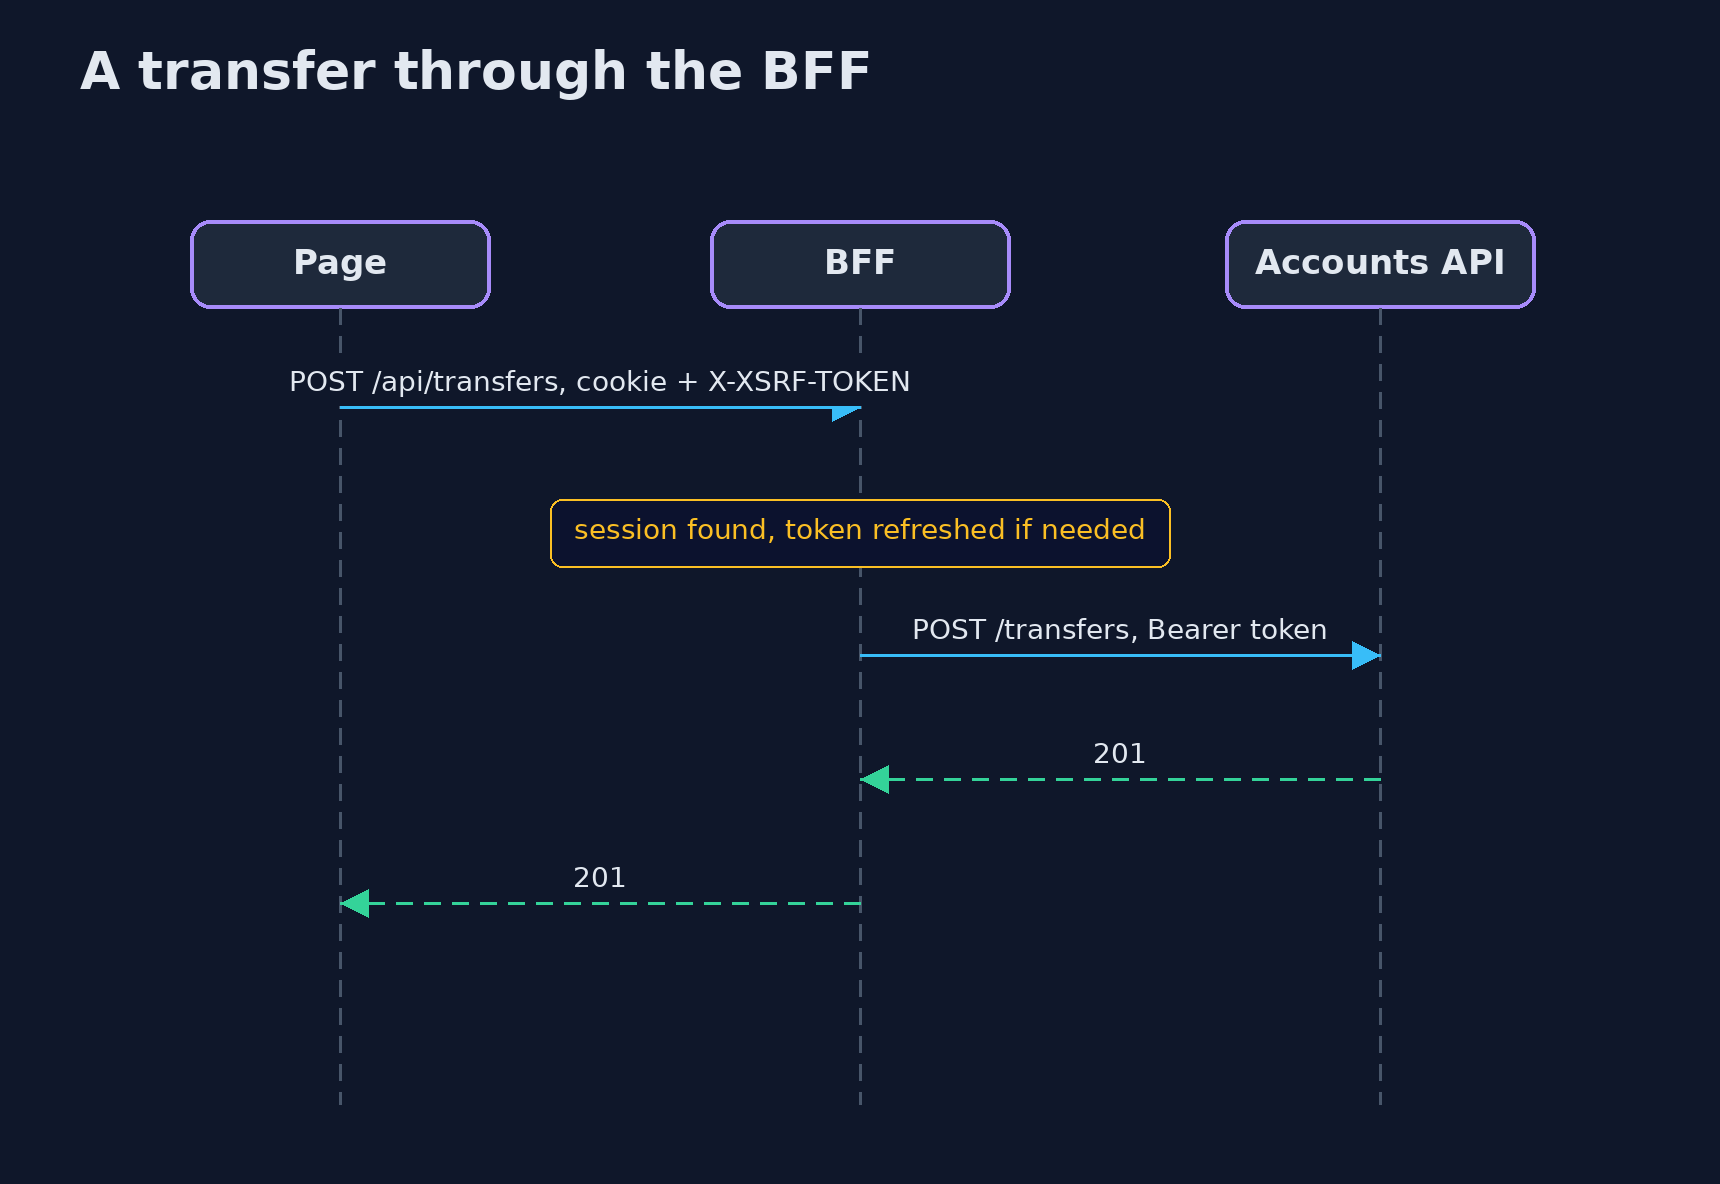 A transfer through the BFF
Page
BFF
Accounts API
POST /api/transfers, cookie + X-XSRF-TOKEN
session found, token refreshed if needed
POST /transfers, Bearer token
201
201